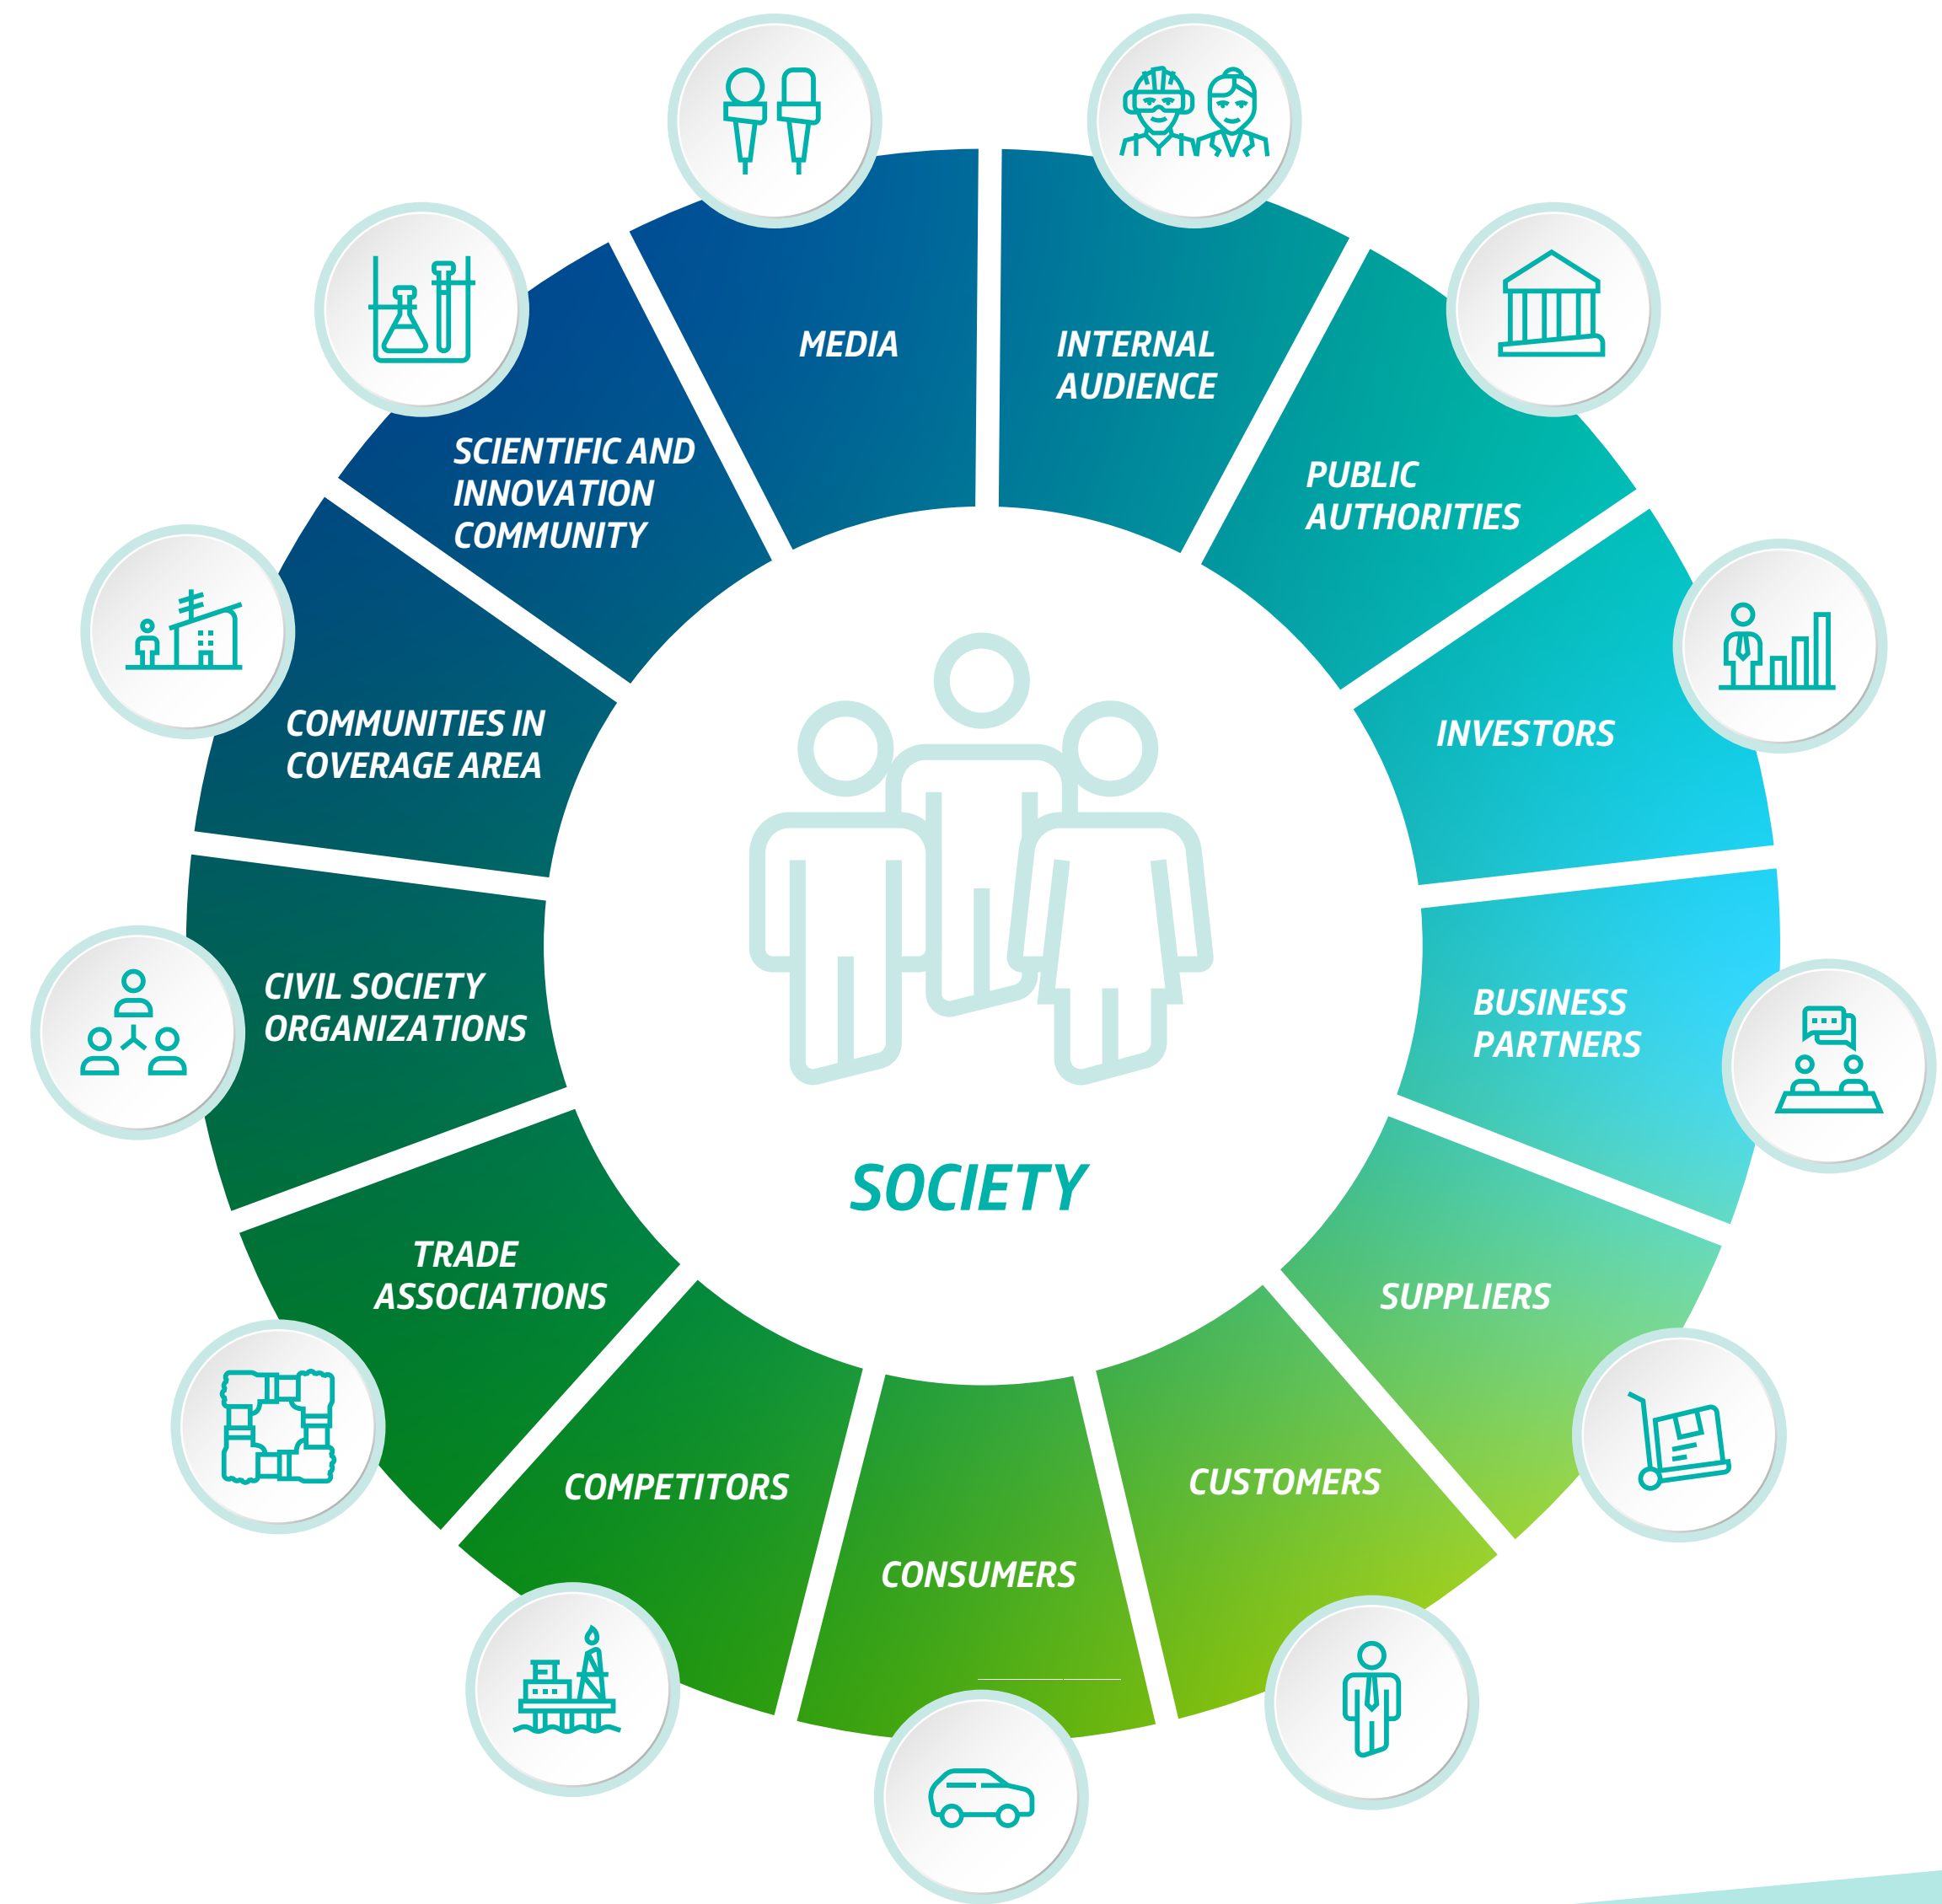 MEDIA
INTERNAL
AUDIENCE
PUBLIC
AUTHORITIES
INVESTORS
BUSINESS
PARTNERS
SUPPLIERS
CUSTOMERS
CONSUMERS
COMPETITORS
TRADE
ASSOCIATIONS
CIVIL SOCIETY
ORGANIZATIONS
COMMUNITIES IN
COVERAGE AREA
SCIENTIFIC AND
INNOVATION
COMMUNITY
SOCIETY